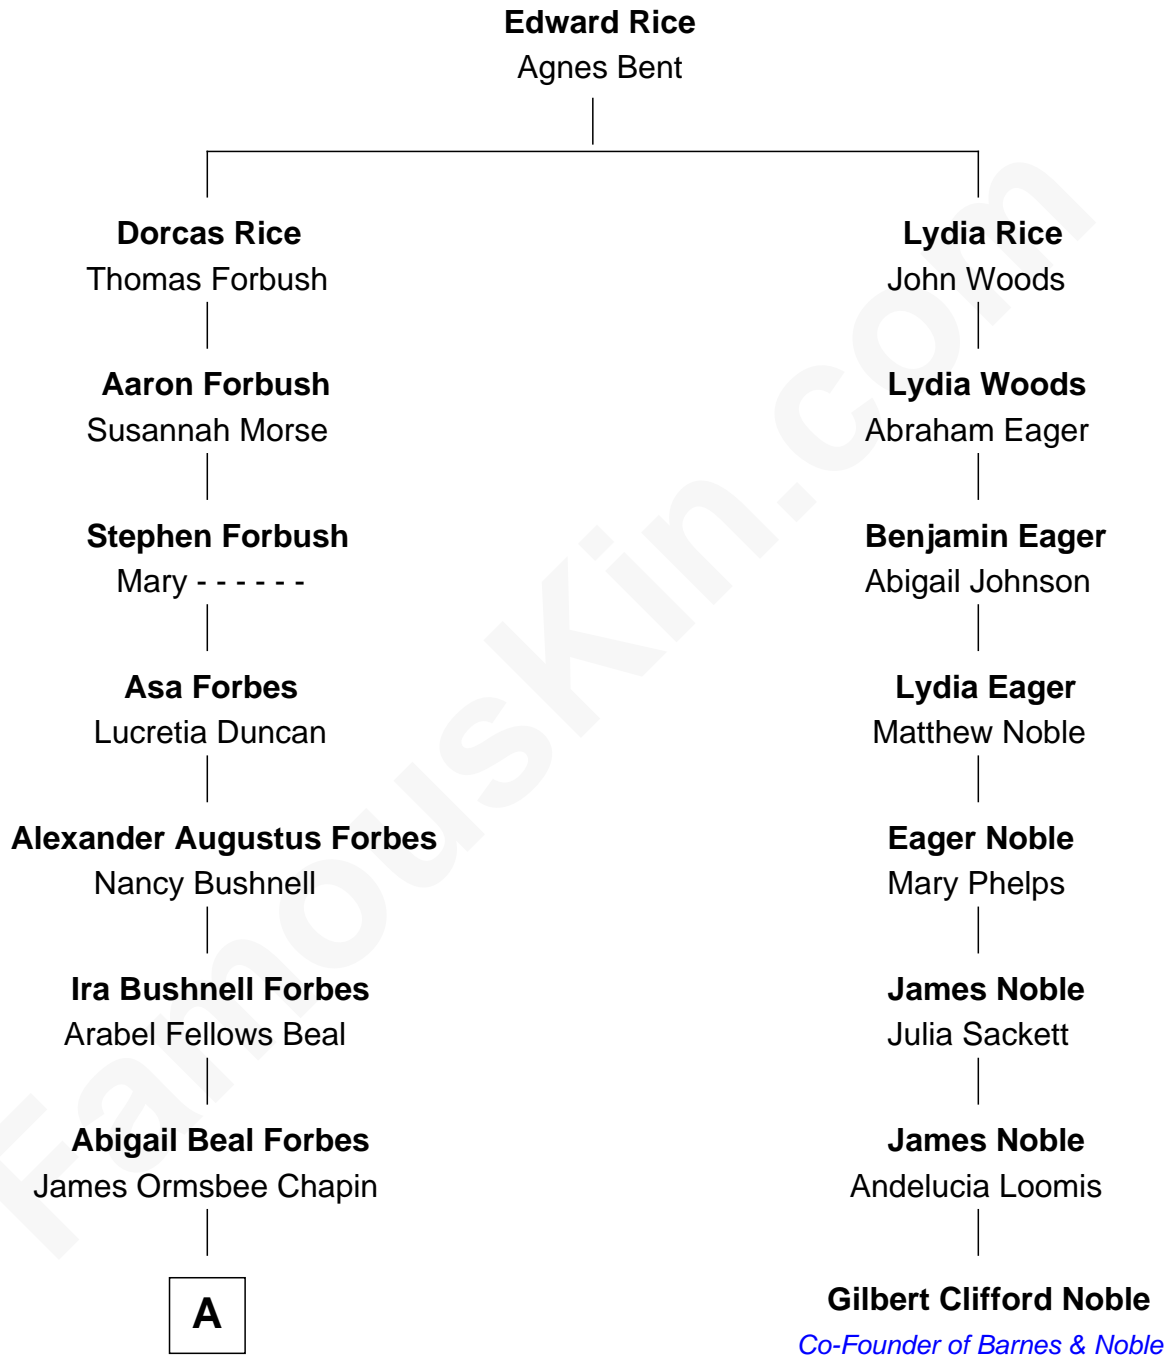 Edward Rice
Agnes Bent
Dorcas Rice
Thomas Forbush
Lydia Rice
John Woods
Aaron Forbush
Susannah Morse
Lydia Woods
Abraham Eager
Stephen Forbush
Mary - - - - - -
Benjamin Eager
Abigail Johnson
Asa Forbes
Lucretia Duncan
Lydia Eager
Matthew Noble
Alexander Augustus Forbes
Nancy Bushnell
Eager Noble
Mary Phelps
Ira Bushnell Forbes
Arabel Fellows Beal
James Noble
Julia Sackett
Abigail Beal Forbes
James Ormsbee Chapin
James Noble
Andelucia Loomis
A
Gilbert Clifford Noble
Co-Founder of Barnes & Noble
FamousKin.com